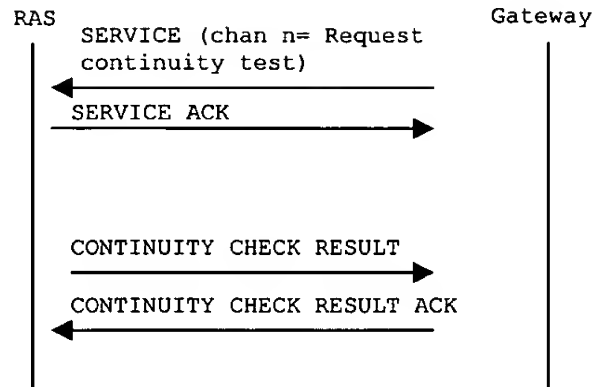 RAS
Gateway
SERVICE (chan n= Request
continuity test)
SERVICE ACK
CONTINUITY CHECK RESULT
CONTINUITY CHECK RESULT ACK